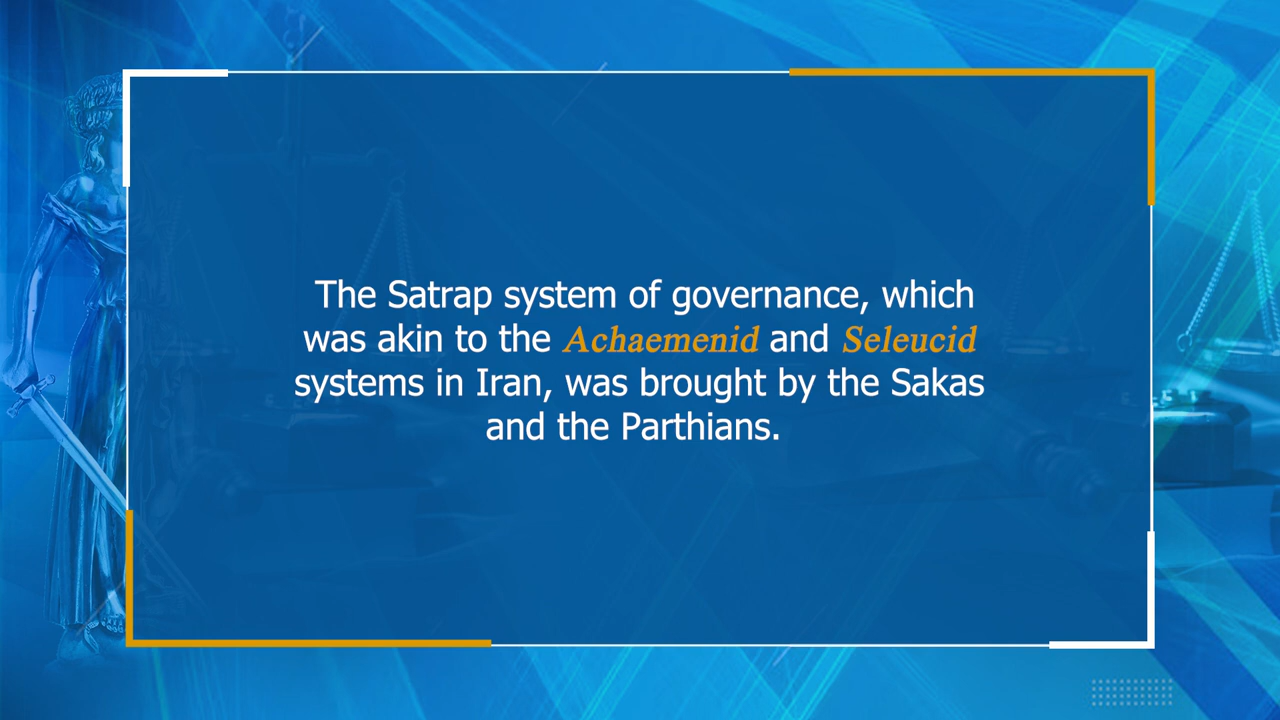 The Satrap system of governance, which
was akin to the Achaemenid and Seleucid
systems in Iran, was brought by the Sakas
and the Parthians.